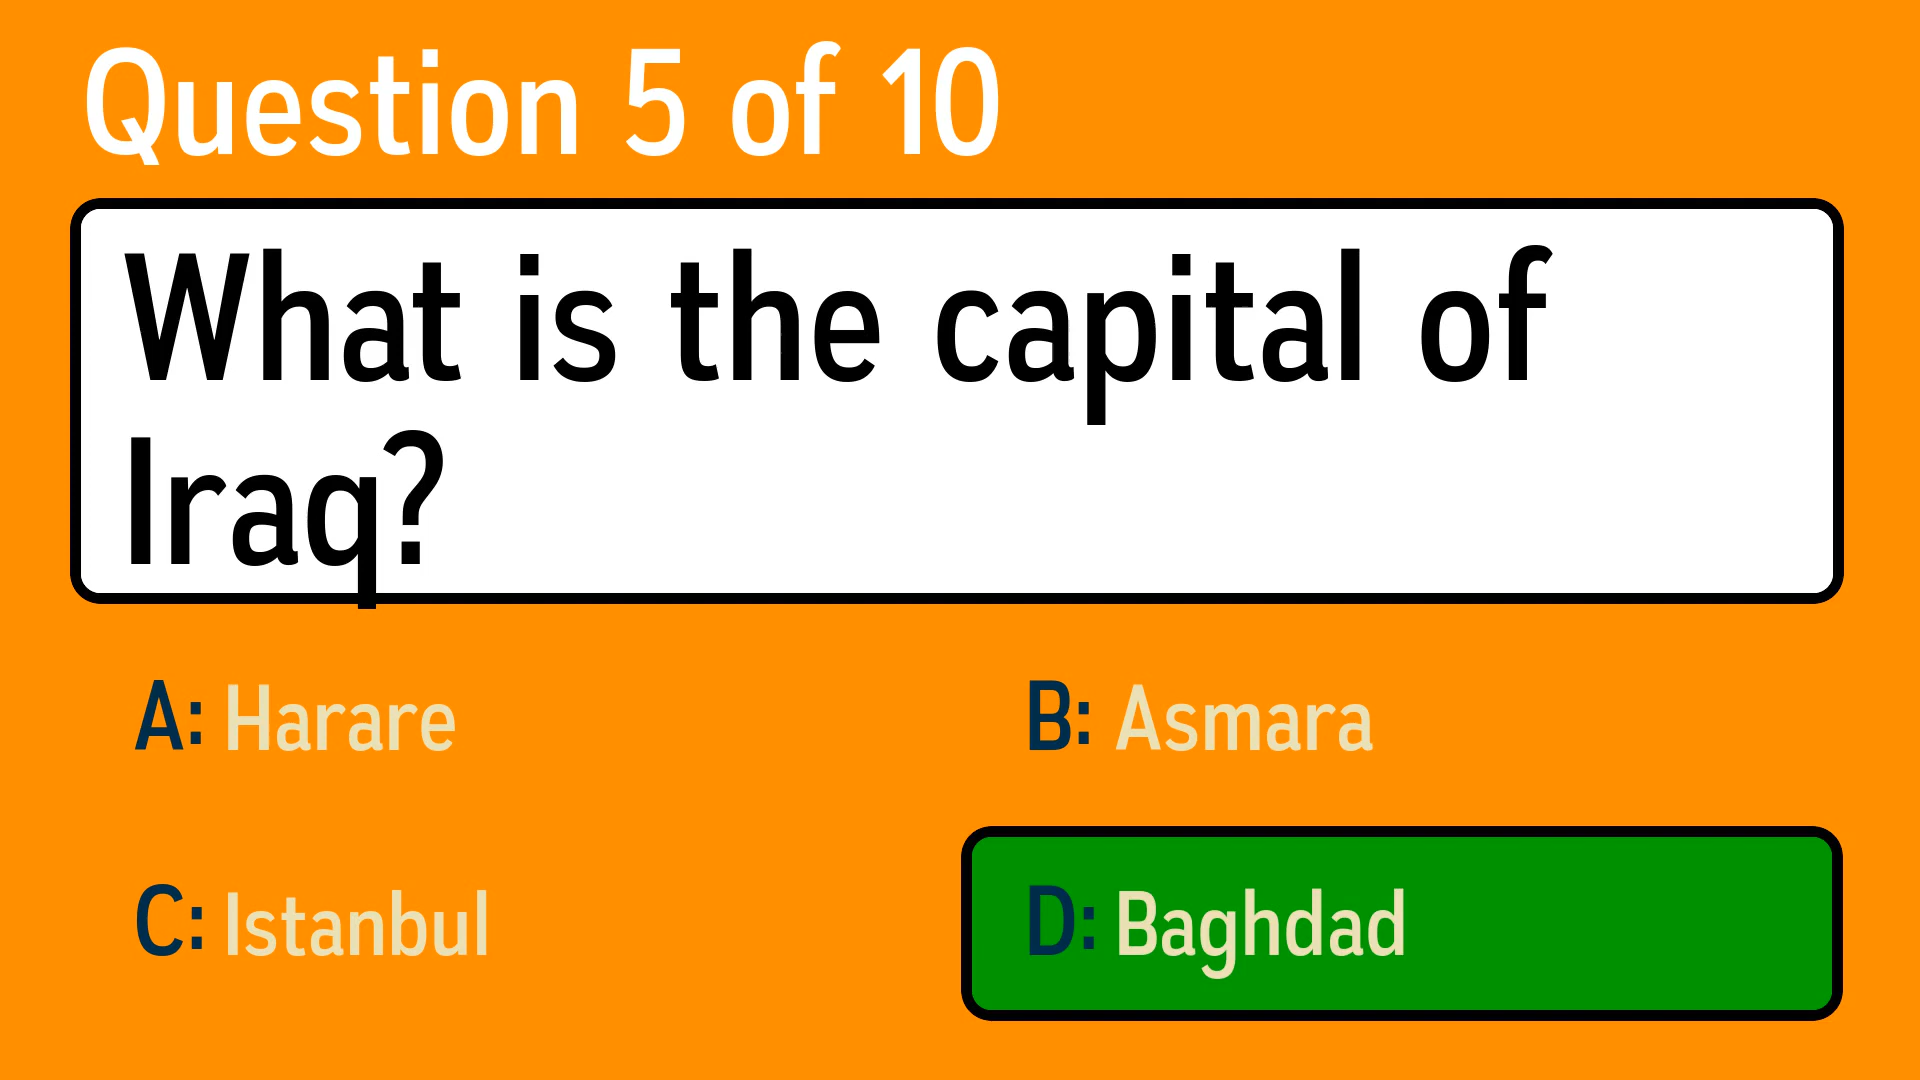 Question 5 of 10
What is the capital of
Iraq?
A: Harare
B: Asmara
C: Istanbul
D: Baghdad